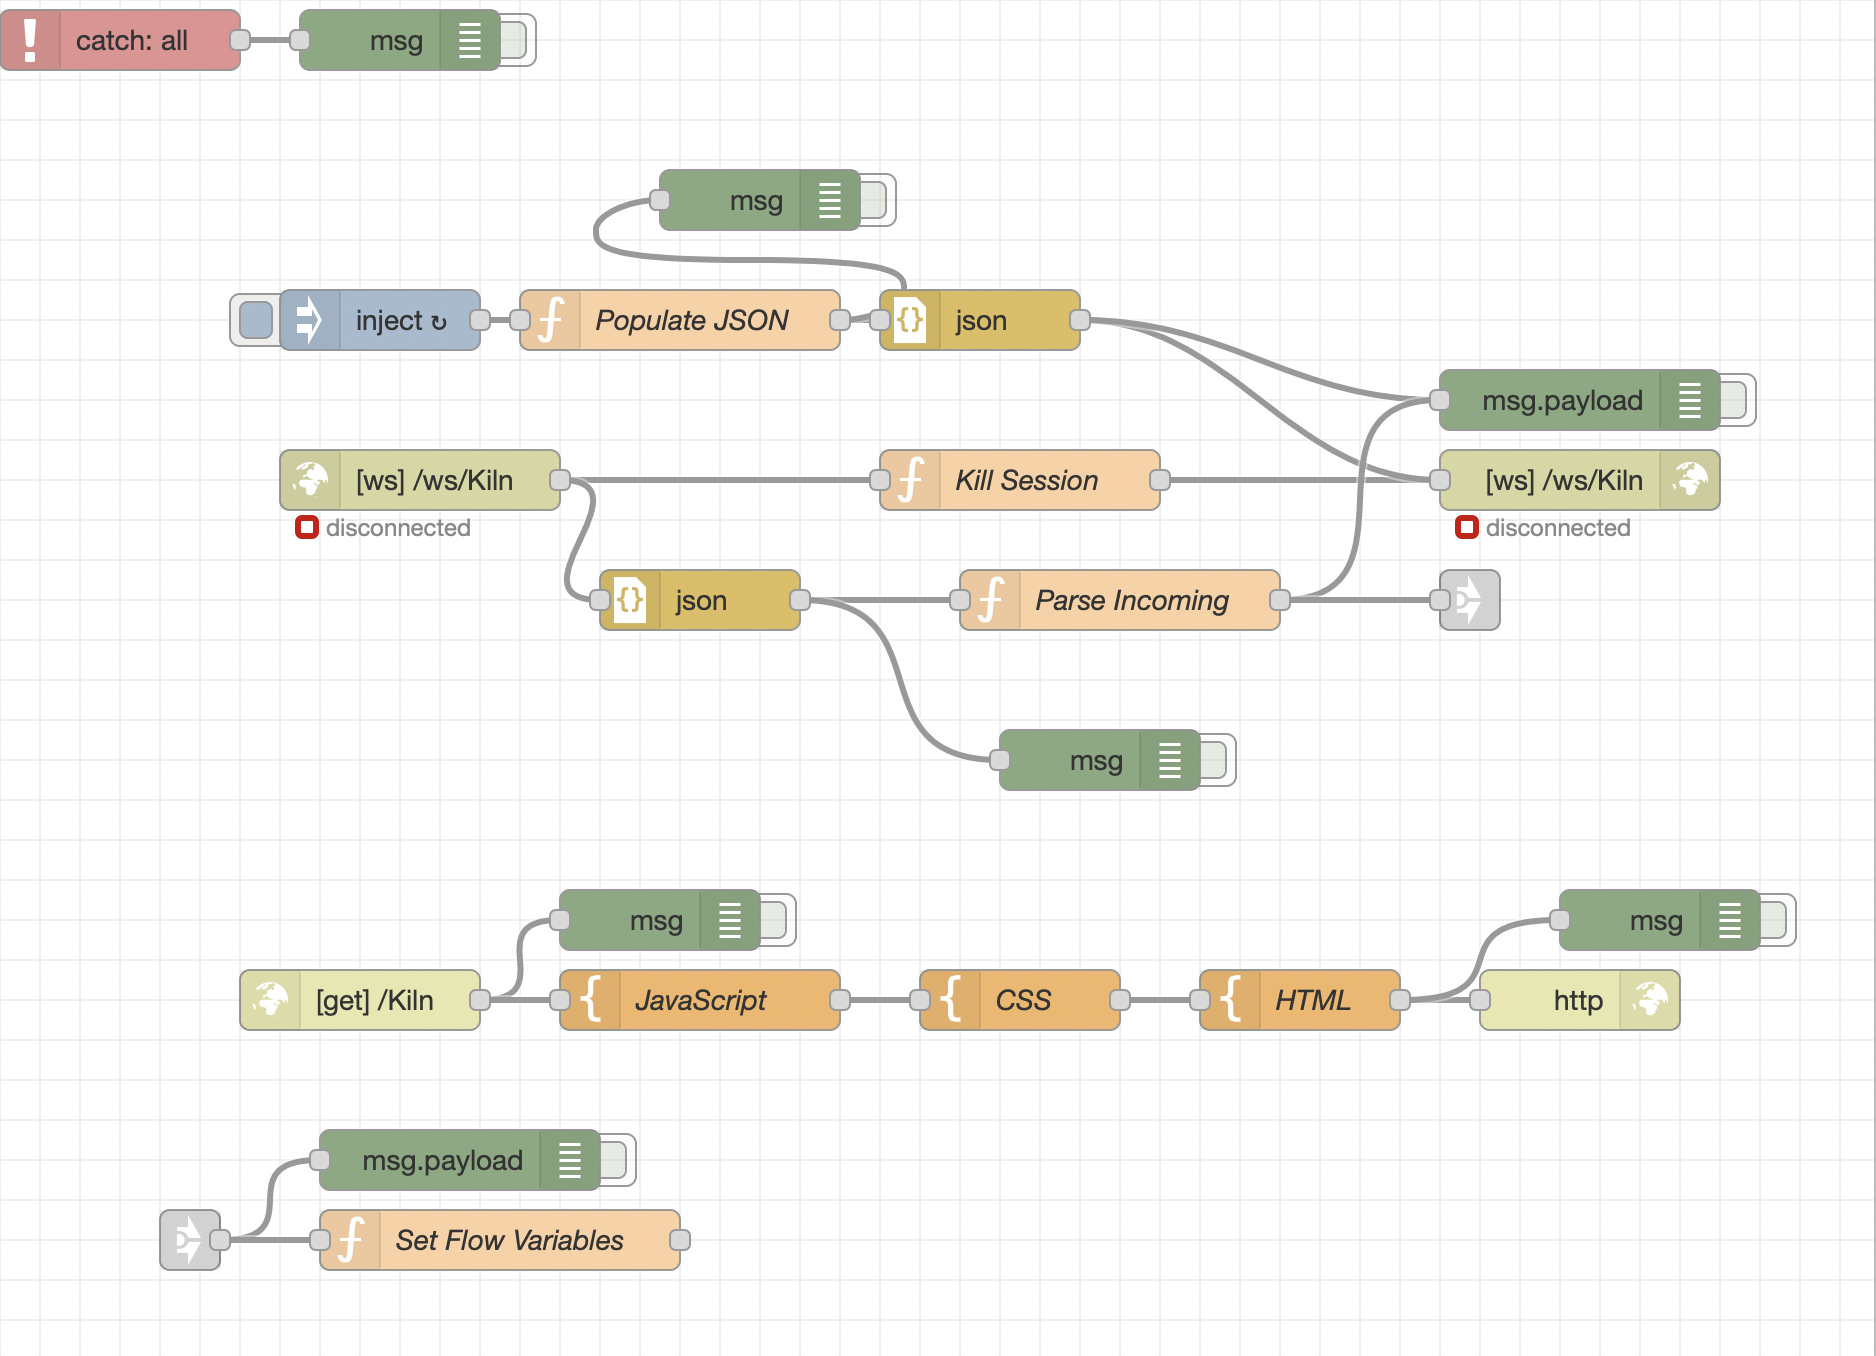 catch: all
msg
msg
inject ↻
Populate JSON
json
msg.payload
[ws] /ws/Kiln
Kill Session
[ws] /ws/Kiln
disconnected
disconnected
json
Parse Incoming
msg
msg
msg
[get] /Kiln
JavaScript
CSS
HTML
http
msg.payload
Set Flow Variables